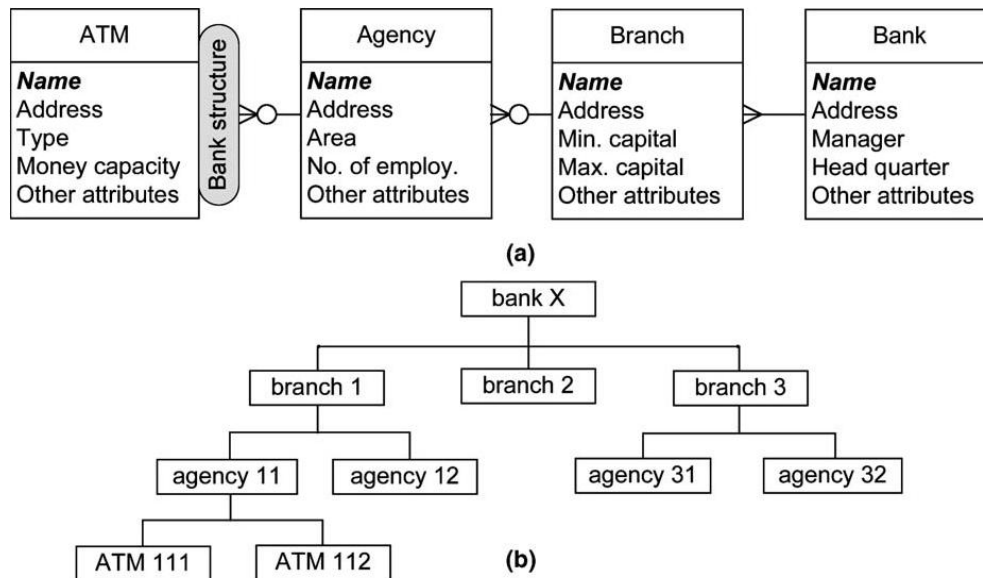 ATM
Name
Address
Type
Money capacity
Other attributes
Bank structure
Agency
Name
Address
Area
No. of employ.
Other attributes
Branch
Name
Address
Min. capital
Max. capital
Other attributes
Bank
Name
Address
Manager
Head quarter
Other attributes
(a)
bank X
branch 1
branch 2
branch 3
agency 11
agency 12
agency 31
agency 32
ATM 111
ATM 112
(b)